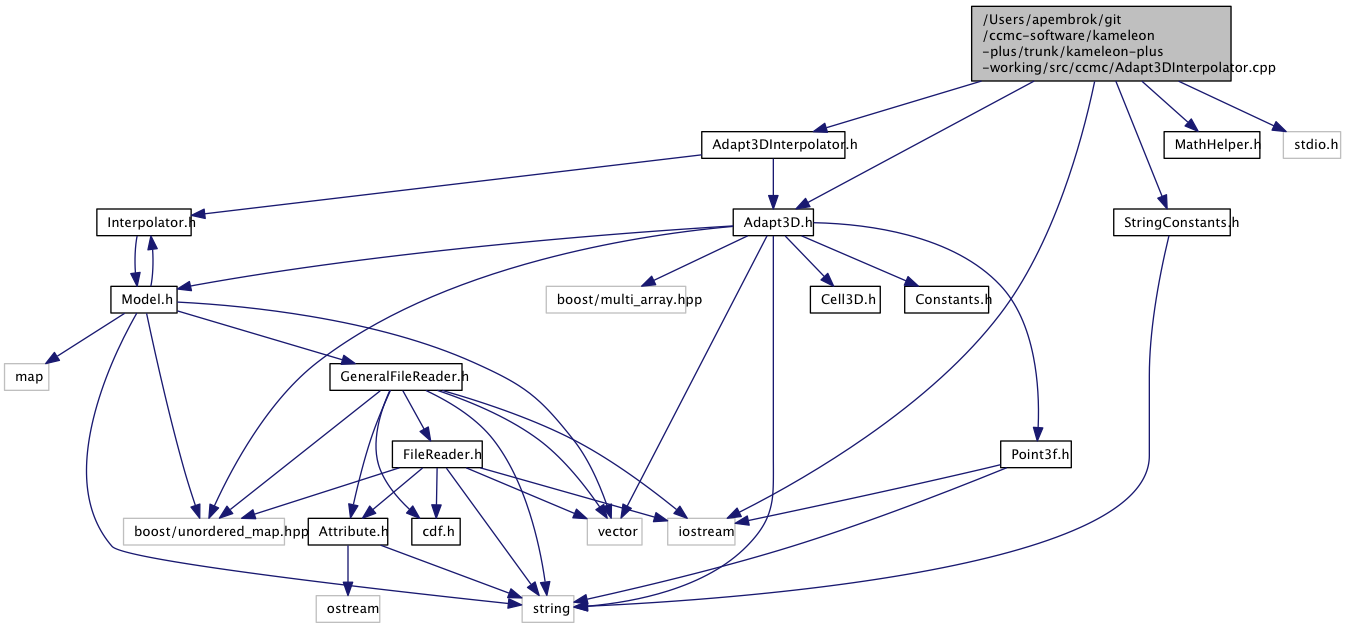 /Users/apembrok/git
/ccmc-software/kameleon
-plus/trunk/kameleon-plus
-working/src/ccmc/Adapt3DInterpolator.cpp
Adapt3DInterpolator.h
MathHelper.h
stdio.h
Interpolator.h
Adapt3D.h
StringConstants.h
Model.h
boost/multi_array.hpp
Cell3D.h
Constants.h
map
GeneralFileReader.h
FileReader.h
Point3f.h
boost/unordered_map.hpp
Attribute.h
cdf.h
vector
iostream
ostream
string